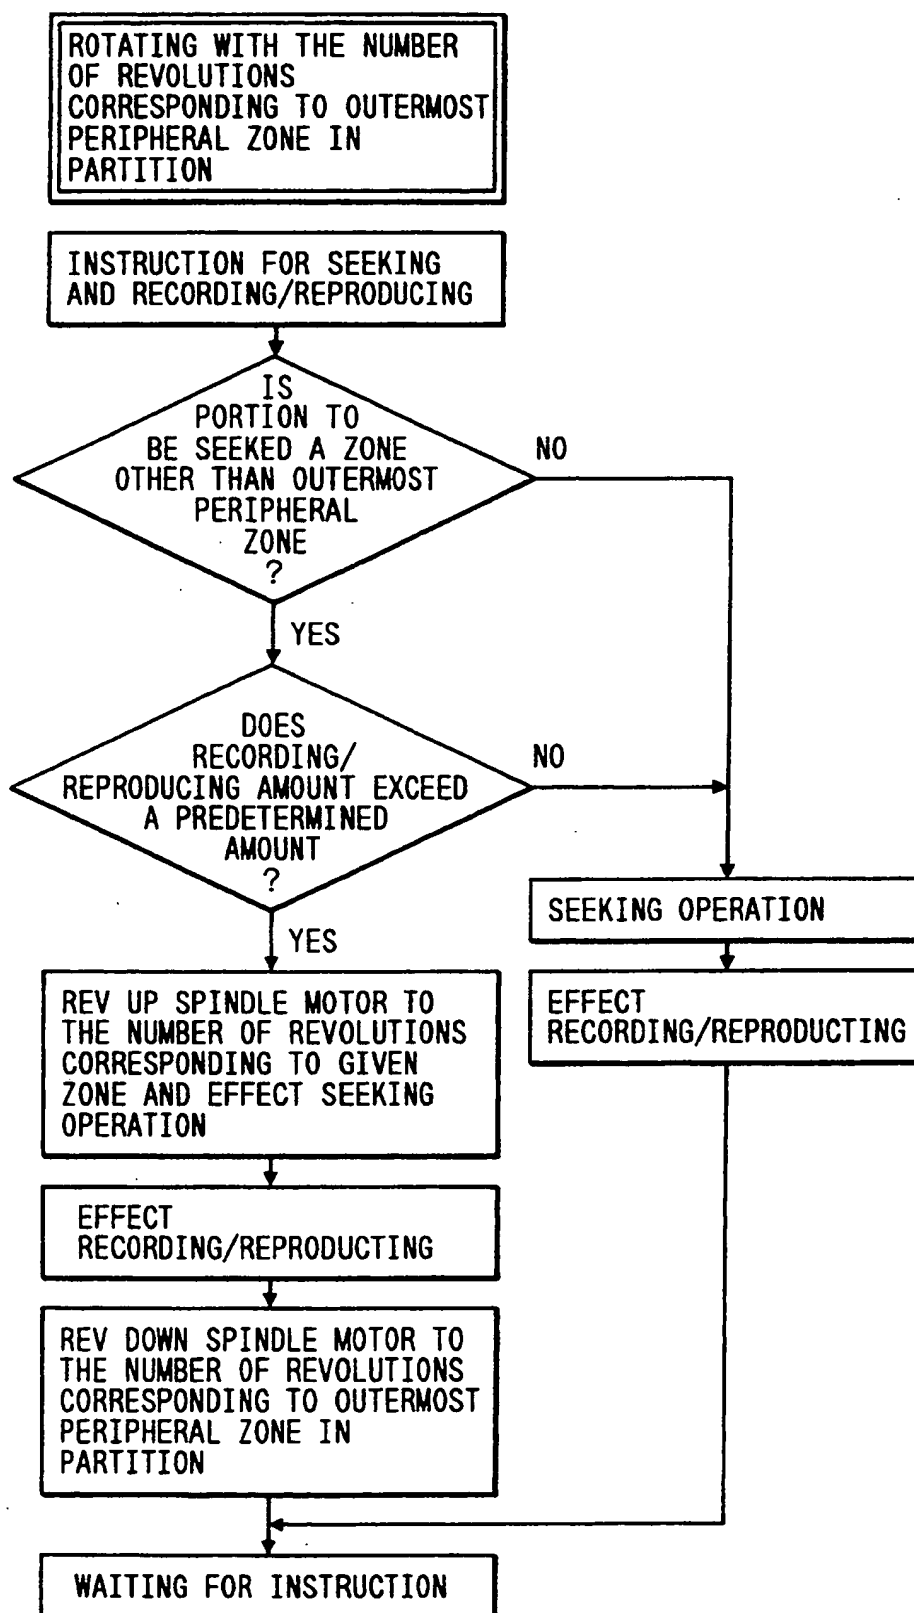 ROTATING WITH THE NUMBER
OF REVOLUTIONS
CORRESPONDING TO OUTERMOST
PERIPHERAL ZONE IN
PARTITION
INSTRUCTION FOR SEEKING
AND RECORDING/REPRODUCING
IS
PORTION TO
BE SEEKED A ZONE
OTHER THAN OUTERMOST
PERIPHERAL
ZONE
?
NO
YES
DOES
RECORDING/
REPRODUCING AMOUNT EXCEED
A PREDETERMINED
AMOUNT
?
NO
YES
SEEKING OPERATION
EFFECT
RECORDING/REPRODUCTING
REV UP SPINDLE MOTOR TO
THE NUMBER OF REVOLUTIONS
CORRESPONDING TO GIVEN
ZONE AND EFFECT SEEKING
OPERATION
EFFECT
RECORDING/REPRODUCTING
REV DOWN SPINDLE MOTOR TO
THE NUMBER OF REVOLUTIONS
CORRESPONDING TO OUTERMOST
PERIPHERAL ZONE IN
PARTITION
WAITING FOR INSTRUCTION